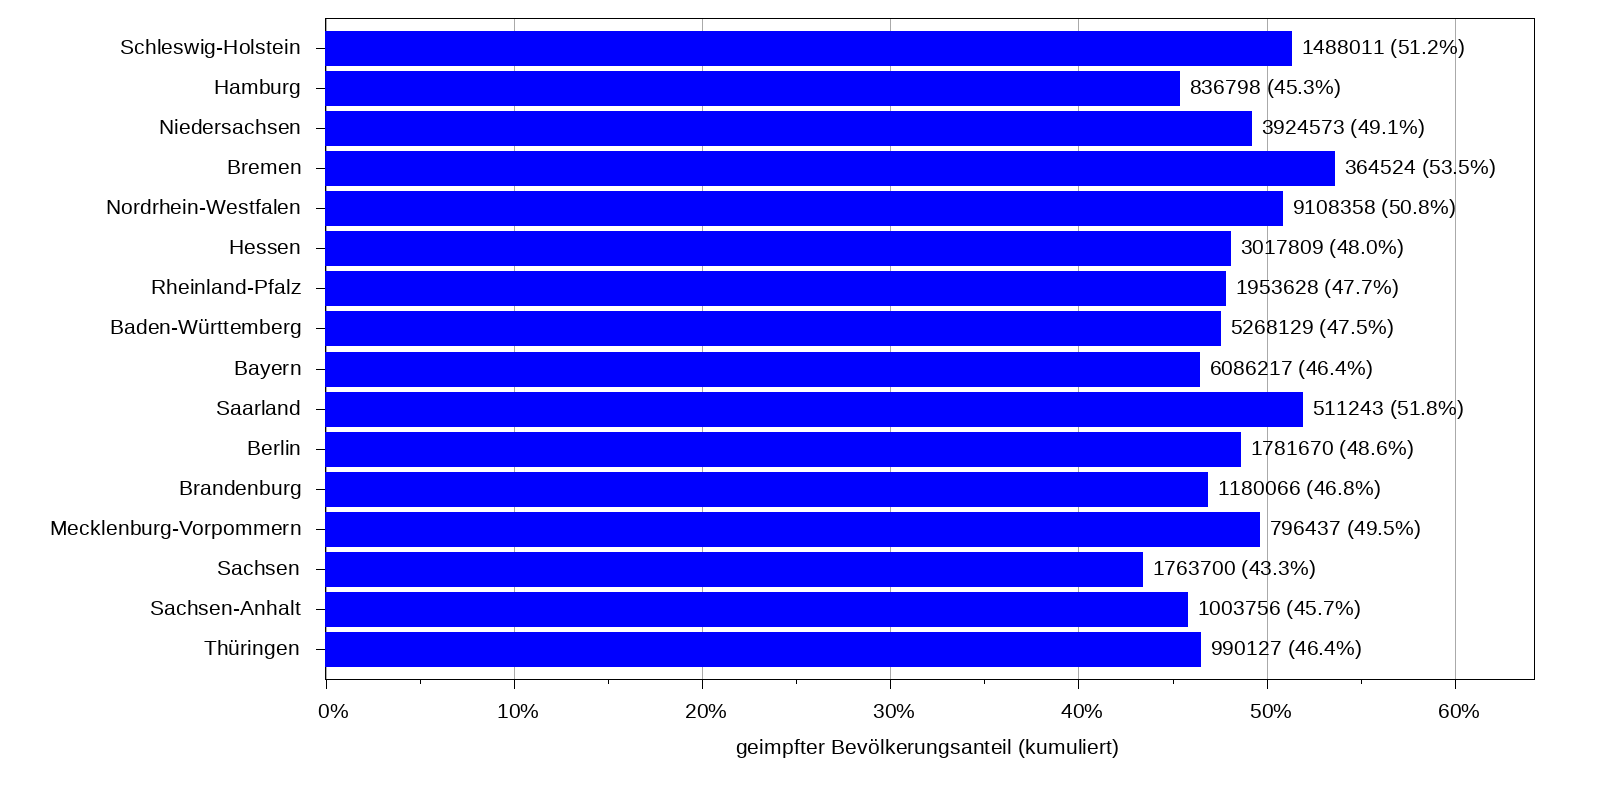 Schleswig-Holstein 1488011 (51.2%)
Hamburg 836798 (45.3%)
Niedersachsen 3924573 (49.1%)
Bremen 364524 (53.5%)
Nordrhein-Westfalen 9108358 (50.8%)
Hessen 3017809 (48.0%)
Rheinland-Pfalz 1953628 (47.7%)
Baden-Württemberg 5268129 (47.5%)
Bayern 6086217 (46.4%)
Saarland 511243 (51.8%)
Berlin 1781670 (48.6%)
Brandenburg 1180066 (46.8%)
Mecklenburg-Vorpommern 796437 (49.5%)
Sachsen 1763700 (43.3%)
Sachsen-Anhalt 1003756 (45.7%)
Thüringen 990127 (46.4%)
0% 10% 20% 30% 40% 50% 60%
geimpfter Bevölkerungsanteil (kumuliert)